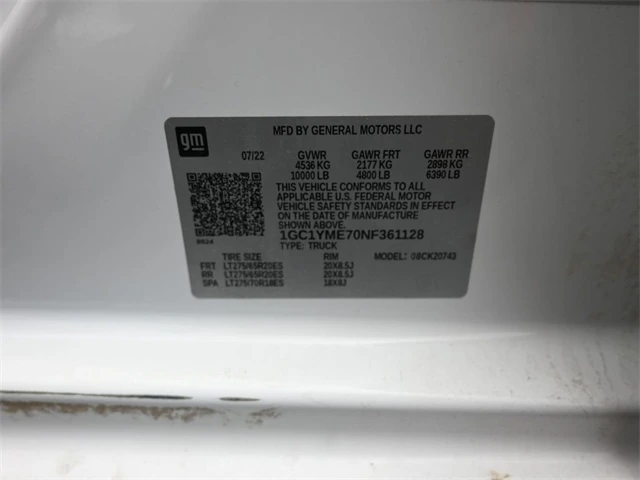 gm
MFD BY GENERAL MOTORS LLC
07/22 GVWR GAWR FRT GAWR RR
4536 KG 2177 KG 2898 KG
10000 LB 4800 LB 6390 LB
THIS VEHICLE CONFORMS TO ALL
APPLICABLE U.S. FEDERAL MOTOR
VEHICLE SAFETY STANDARDS IN EFFECT
ON THE DATE OF MANUFACTURE
SHOWN ABOVE.
1GC1YME70NF361128
TYPE: TRUCK MODEL: 08CK20743
TIRE SIZE RIM
FRT LT275/65R20ES 20X8.5J
RR LT275/65R20ES 20X8.5J
SPA LT275/70R18ES 18X8J